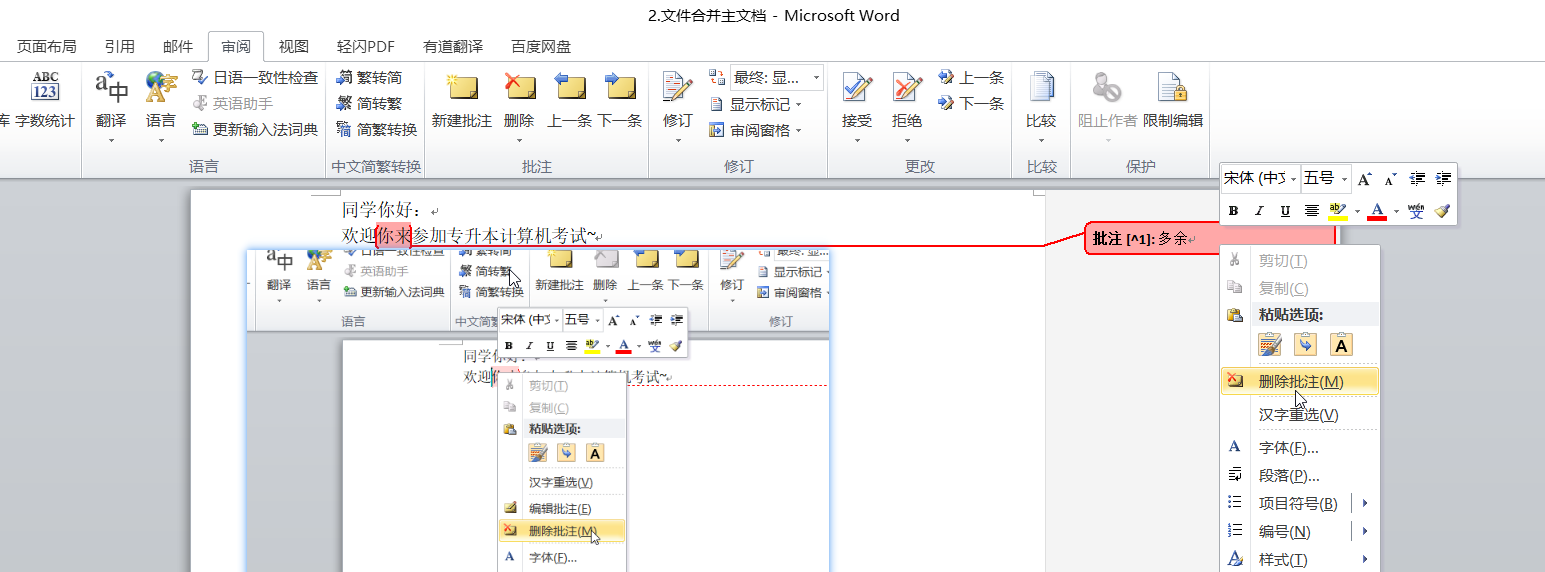 2.文件合并主文档 - Microsoft Word
页面布局 引用 邮件 审阅 视图 轻闪PDF 有道翻译 百度网盘
ABC 123 库 字数统计 a中 翻译 语言 日语一致性检查 英语助手 更新输入法词典 语言
繁 繁转简 繁 简转繁 简繁转换 中文简繁转换
新建批注 删除 上一条 下一条 批注
修订 最终: 显... 显示标记 审阅窗格 修订
接受 拒绝 上一条 下一条 更改
比较 比较
阻止作者 限制编辑 保护
宋体 (中文 五号 A A
B I U ab A wén 文
同学你好：
欢迎你来参加专升本计算机考试~
批注 [^1]: 多余
剪切(T)
复制(C)
粘贴选项:
A
删除批注(M)
汉字重选(V)
A 字体(F)...
段落(P)...
项目符号(B)
编号(N)
A 样式(T)
a中 翻译 语言 日语一致性检查 英语助手 更新输入法词典 语言
繁转简 繁 简转繁 简繁转换 中文简繁
新建批注 删除 上一条 下一条
修订 最终: 显... 显示标记 审阅窗格 修订
宋体 (中文 五号 A A
B I U ab A wén 文
同学你好：
欢迎你来参加专升本计算机考试~
剪切(T)
复制(C)
粘贴选项:
A
汉字重选(V)
编辑批注(E)
删除批注(M)
A 字体(F)...